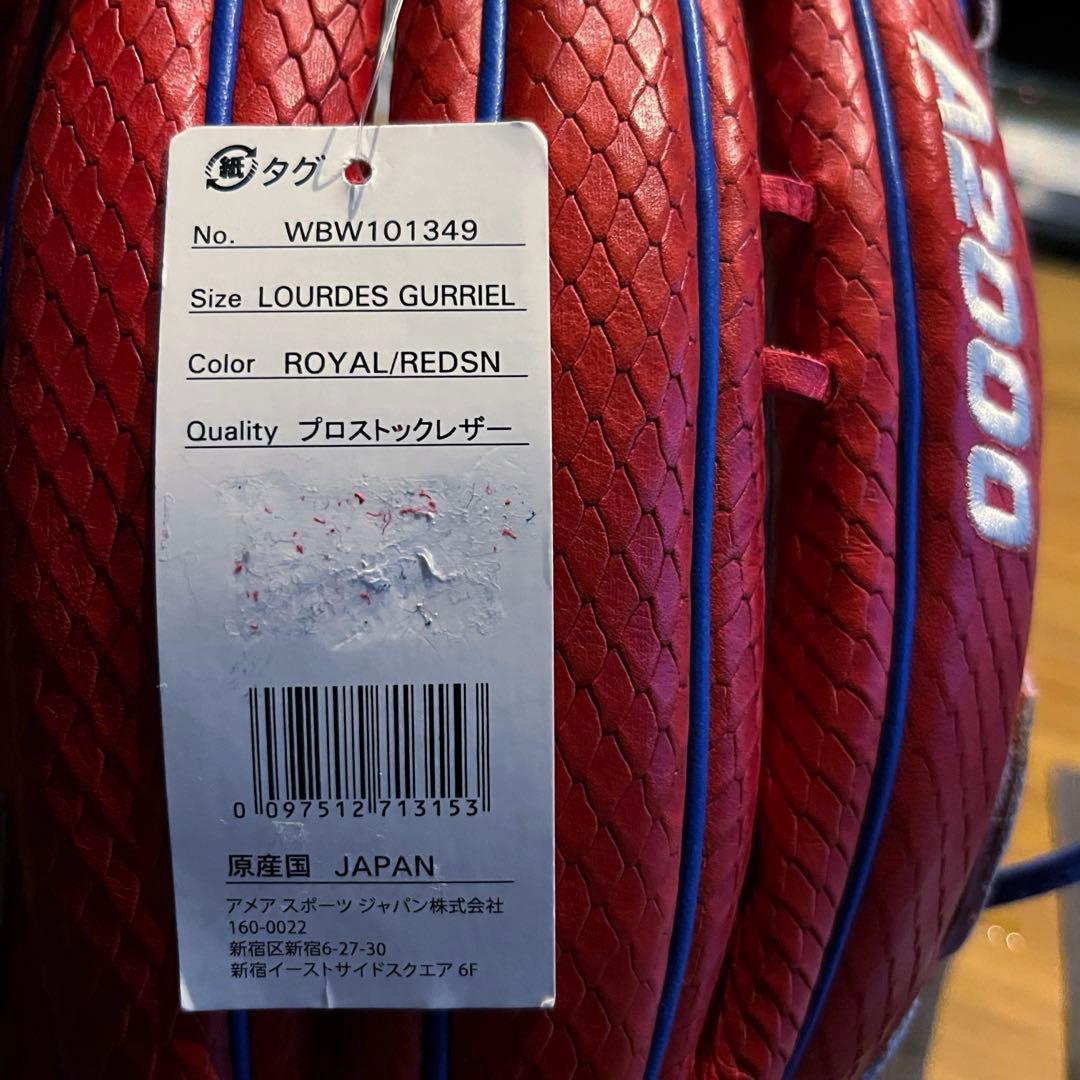 紙 タグ
No. WBW101349
Size LOURDES GURRIEL
Color ROYAL/REDSN
Quality プロストックレザー
0 097512 713153
原産国 JAPAN
アメア スポーツ ジャパン株式会社
160-0022
新宿区新宿6-27-30
新宿イーストサイドスクエア 6F
A2000